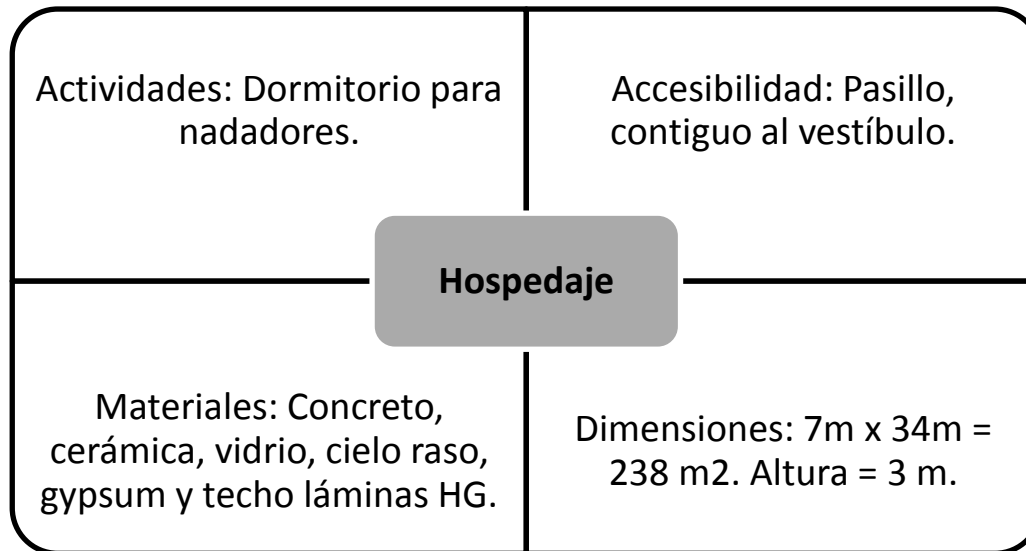 Actividades: Dormitorio para
nadadores.
Accesibilidad: Pasillo,
contiguo al vestíbulo.
Hospedaje
Materiales: Concreto,
cerámica, vidrio, cielo raso,
gypsum y techo láminas HG.
Dimensiones: 7m x 34m =
238 m2. Altura = 3 m.